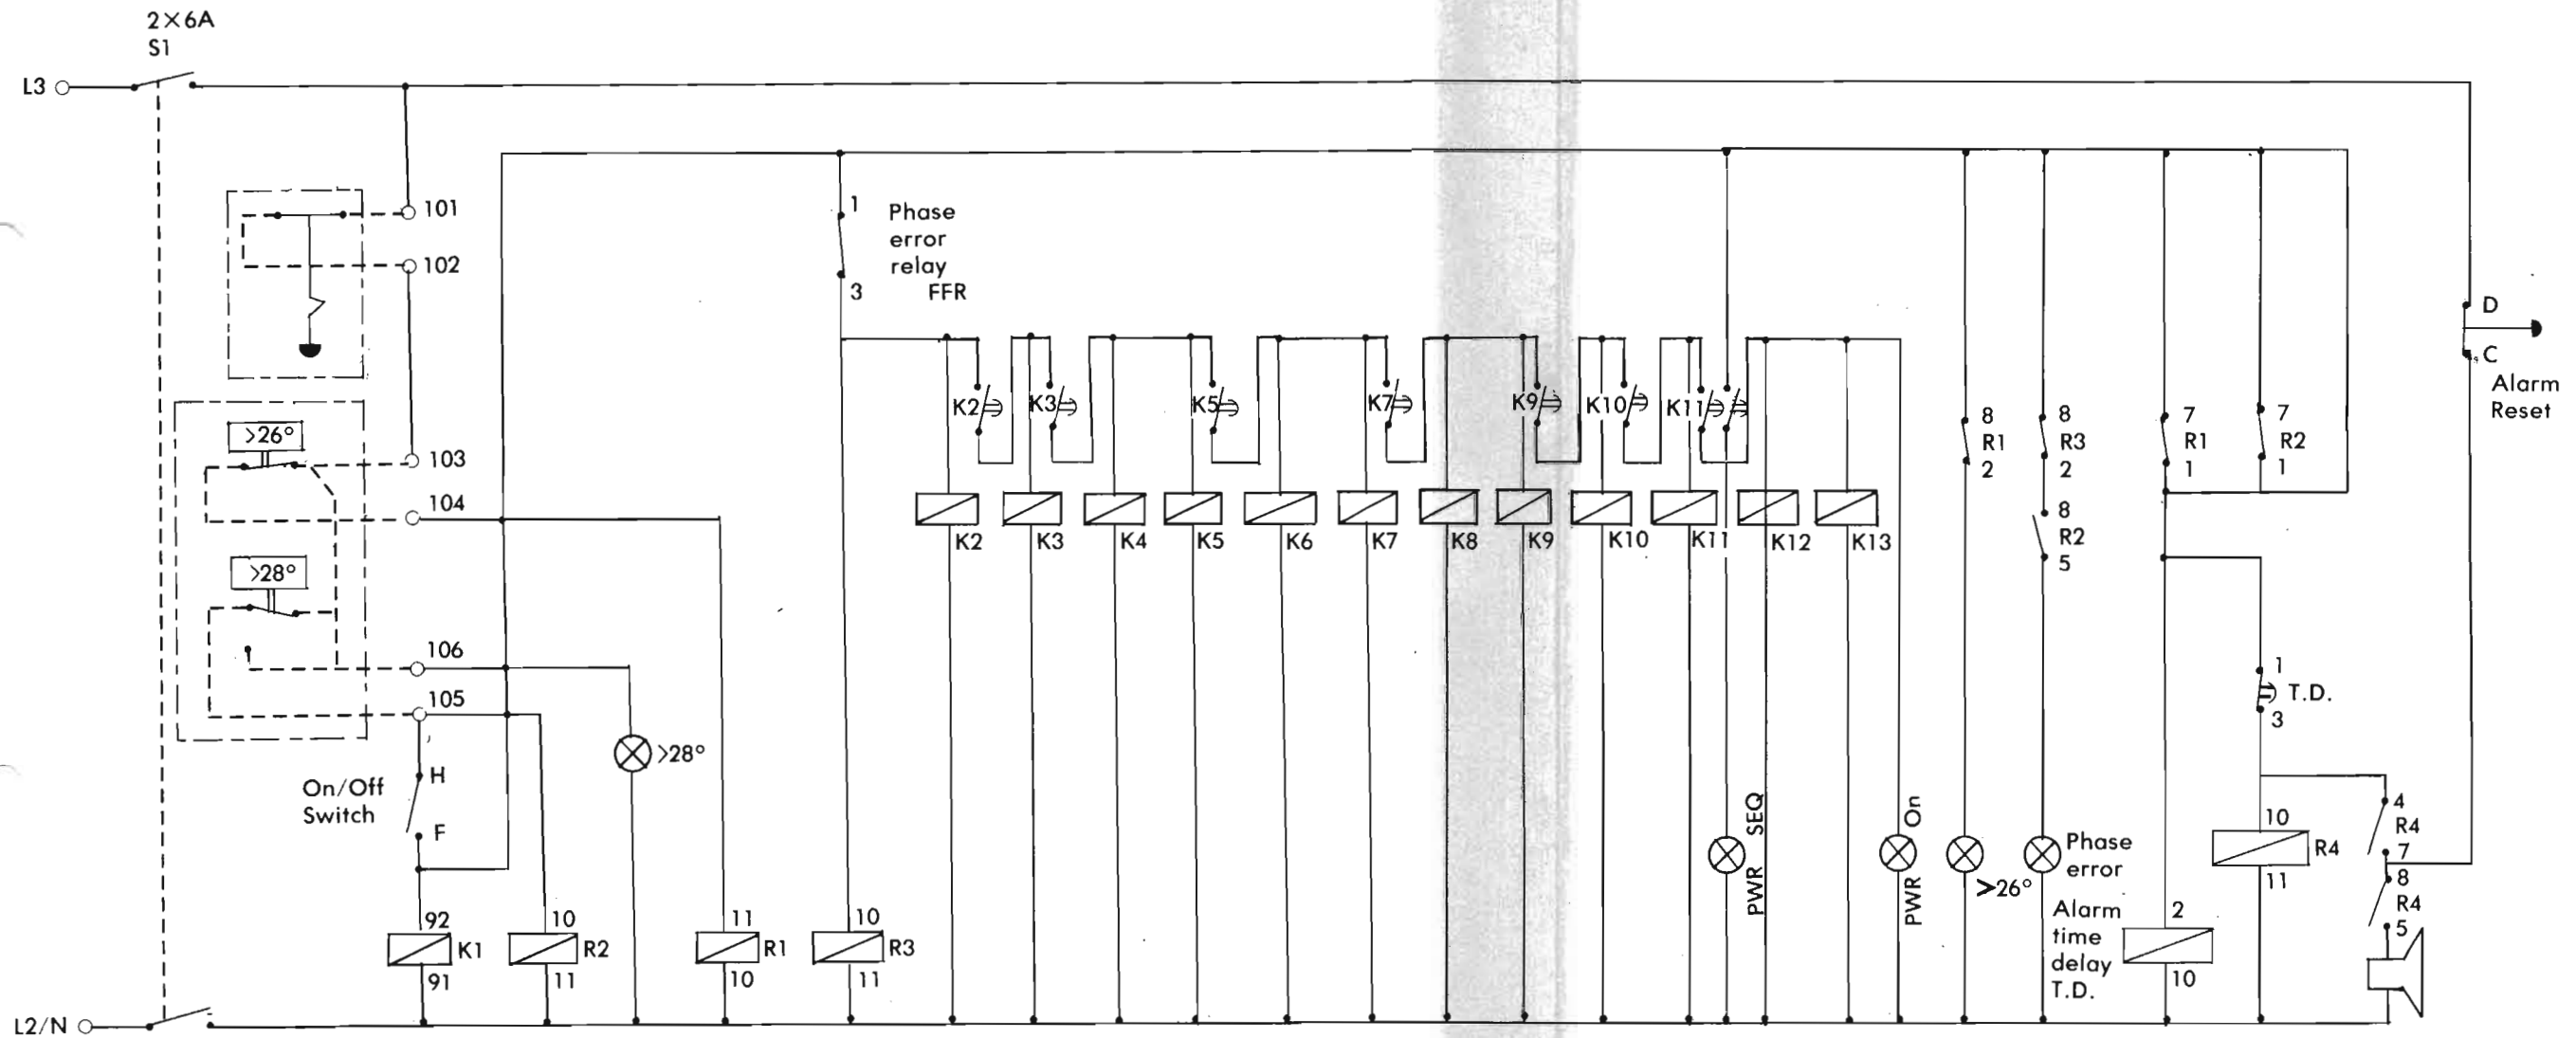 2×6A
S1
L3
101
102
1
3
Phase
error
relay
FFR
>26°
103
104
>28°
106
105
>28°
On/Off
Switch
H
F
92
K1
91
10
R2
11
11
R1
10
10
R3
11
K2
K3
K5
K7
K9
K10
K11
K2
K3
K4
K5
K6
K7
K8
K9
K10
K11
K12
K13
PWR SEQ
PWR On
8
R1
2
>26°
8
R3
2
8
R2
5
Phase
error
7
R1
1
7
R2
1
1
T.D.
3
Alarm
time
delay
T.D.
2
10
10
R4
11
4
R4
7
8
R4
5
D
C
Alarm
Reset
L2/N